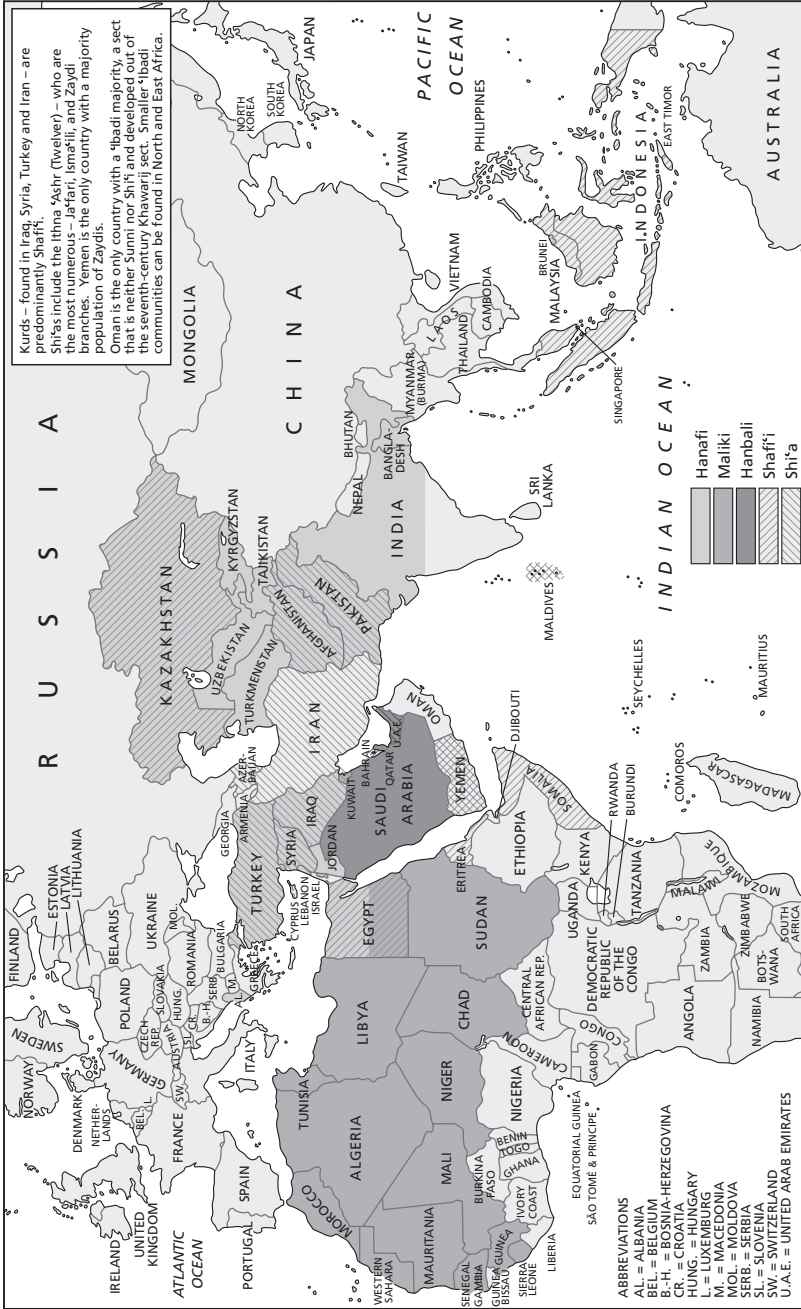 Kurds – found in Iraq, Syria, Turkey and Iran – are
predominantly Shafiʿi.
Shiʿas include the Ithna ʿAshr (Twelver) – who are
the most numerous – Jaʿfari, Ismaʿili, and Zaydi
branches. Yemen is the only country with a majority
population of Zaydis.
Oman is the only country with a ʿIbadi majority, a sect
that is neither Sunni nor Shiʿi and developed out of
the seventh-century Khawarij sect. Smaller ʿIbadi
communities can be found in North and East Africa.
RUSSIA
FINLAND
NORWAY
SWEDEN
ESTONIA
LATVIA
LITHUANIA
DENMARK
NETHER-
LANDS
IRELAND
UNITED
KINGDOM
BEL.
L.
GERMANY
POLAND
BELARUS
UKRAINE
CZECH
REP.
SLOVAKIA
MOL.
FRANCE
SW.
AUSTRIA
HUNG.
ROMANIA
SL.
CR.
B.-H.
SERB.
BULGARIA
ATLANTIC
OCEAN
PORTUGAL
SPAIN
ITALY
AL.
M.
GREECE
GEORGIA
ARMENIA
AZER-
BAIJAN
TURKEY
KAZAKHSTAN
UZBEKISTAN
TURKMENISTAN
KYRGYZSTAN
TAJIKISTAN
MONGOLIA
CHINA
NORTH
KOREA
SOUTH
KOREA
JAPAN
TAIWAN
PACIFIC
OCEAN
PHILIPPINES
CYPRUS
LEBANON
ISRAEL
SYRIA
IRAQ
JORDAN
IRAN
AFGHANISTAN
PAKISTAN
NEPAL
BHUTAN
BANGLA-
DESH
INDIA
MYANMAR
(BURMA)
LAOS
THAILAND
VIETNAM
CAMBODIA
KUWAIT
BAHRAIN
QATAR
U.A.E.
SAUDI
ARABIA
OMAN
YEMEN
MOROCCO
WESTERN
SAHARA
ALGERIA
TUNISIA
LIBYA
EGYPT
MAURITANIA
MALI
NIGER
CHAD
SUDAN
ERITREA
DJIBOUTI
ETHIOPIA
SOMALIA
SENEGAL
GAMBIA
GUINEA
BISSAU
GUINEA
SIERRA
LEONE
LIBERIA
IVORY
COAST
BURKINA
FASO
GHANA
TOGO
BENIN
NIGERIA
CAMEROON
CENTRAL
AFRICAN REP.
EQUATORIAL GUINEA
SÃO TOMÉ & PRINCIPE
GABON
CONGO
DEMOCRATIC
REPUBLIC
OF THE
CONGO
UGANDA
KENYA
RWANDA
BURUNDI
TANZANIA
ANGOLA
ZAMBIA
MALAWI
MOZAMBIQUE
ZIMBABWE
BOTS-
WANA
NAMIBIA
SOUTH
AFRICA
COMOROS
MADAGASCAR
SEYCHELLES
MAURITIUS
MALDIVES
SRI
LANKA
INDIAN OCEAN
MALAYSIA
BRUNEI
SINGAPORE
INDONESIA
EAST TIMOR
AUSTRALIA
ABBREVIATIONS
AL. = ALBANIA
BEL. = BELGIUM
B.-H. = BOSNIA-HERZEGOVINA
CR. = CROATIA
HUNG. = HUNGARY
L. = LUXEMBURG
M. = MACEDONIA
MOL. = MOLDOVA
SERB. = SERBIA
SL. = SLOVENIA
SW. = SWITZERLAND
U.A.E. = UNITED ARAB EMIRATES
Hanafi
Maliki
Hanbali
Shafiʿi
Shiʿa